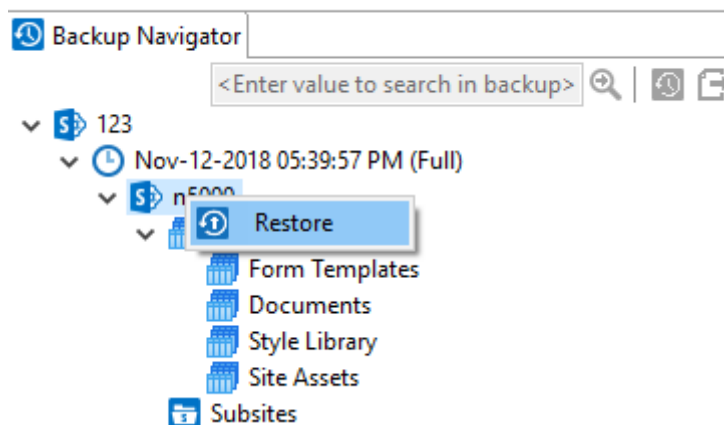 Backup Navigator
<Enter value to search in backup>
123
Nov-12-2018 05:39:57 PM (Full)
n5000
Restore
Form Templates
Documents
Style Library
Site Assets
Subsites